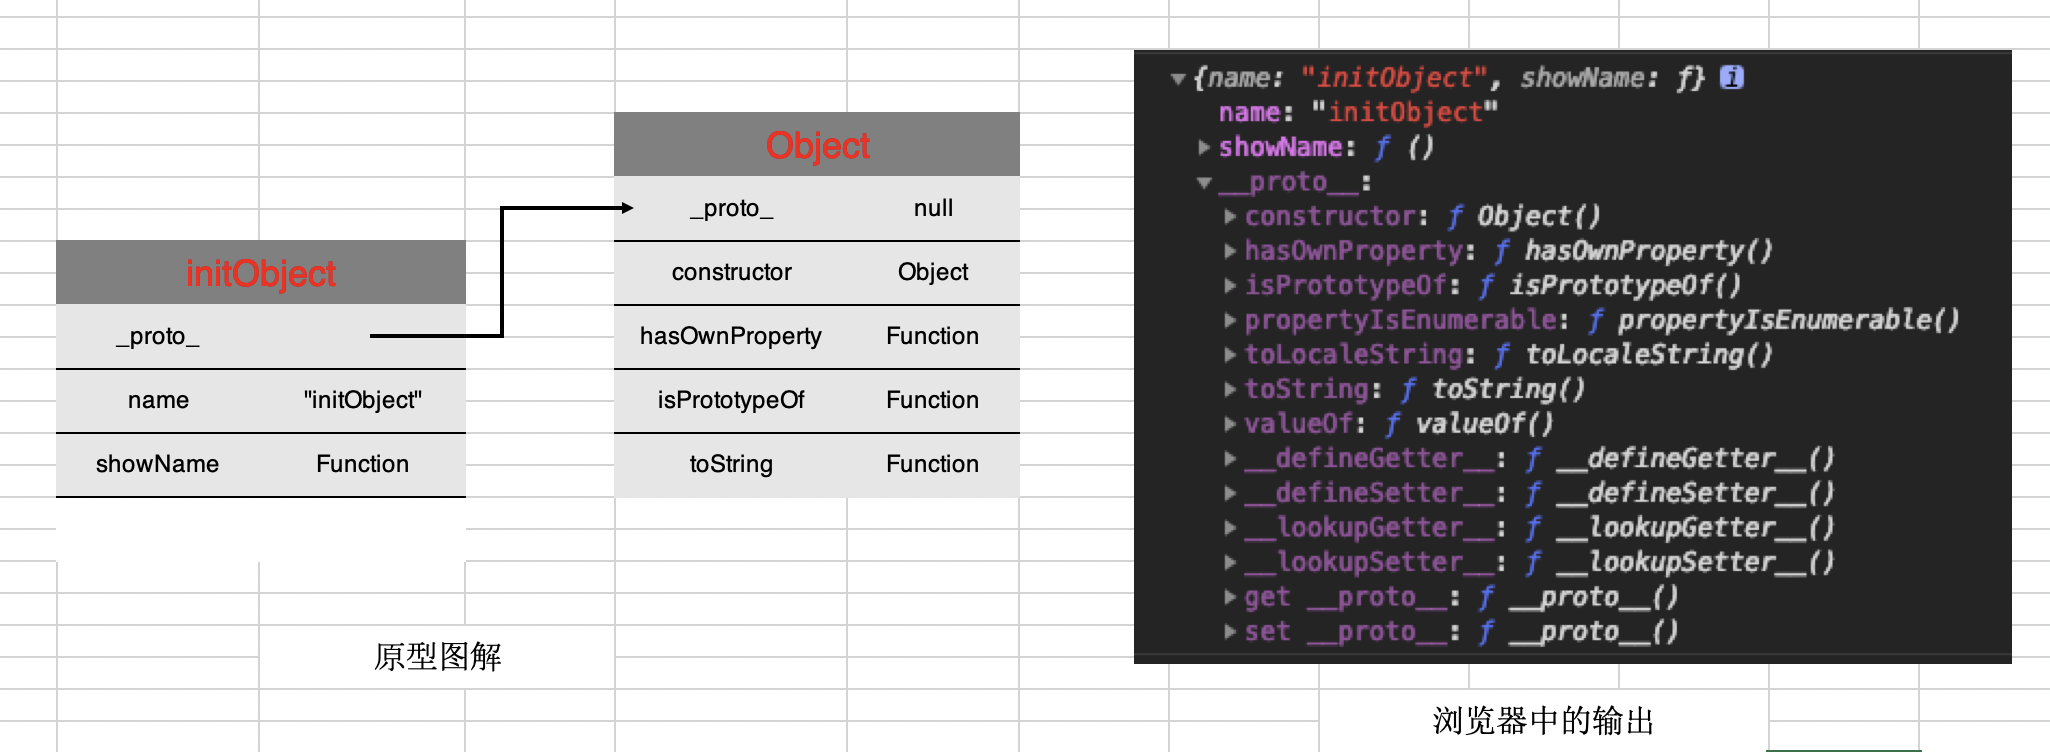 initObject
_proto_
name "initObject"
showName Function
Object
_proto_ null
constructor Object
hasOwnProperty Function
isPrototypeOf Function
toString Function
原型图解
{name: "initObject", showName: ƒ} i
name: "initObject"
showName: ƒ ()
__proto__:
constructor: ƒ Object()
hasOwnProperty: ƒ hasOwnProperty()
isPrototypeOf: ƒ isPrototypeOf()
propertyIsEnumerable: ƒ propertyIsEnumerable()
toLocaleString: ƒ toLocaleString()
toString: ƒ toString()
valueOf: ƒ valueOf()
__defineGetter__: ƒ __defineGetter__()
__defineSetter__: ƒ __defineSetter__()
__lookupGetter__: ƒ __lookupGetter__()
__lookupSetter__: ƒ __lookupSetter__()
get __proto__: ƒ __proto__()
set __proto__: ƒ __proto__()
浏览器中的输出